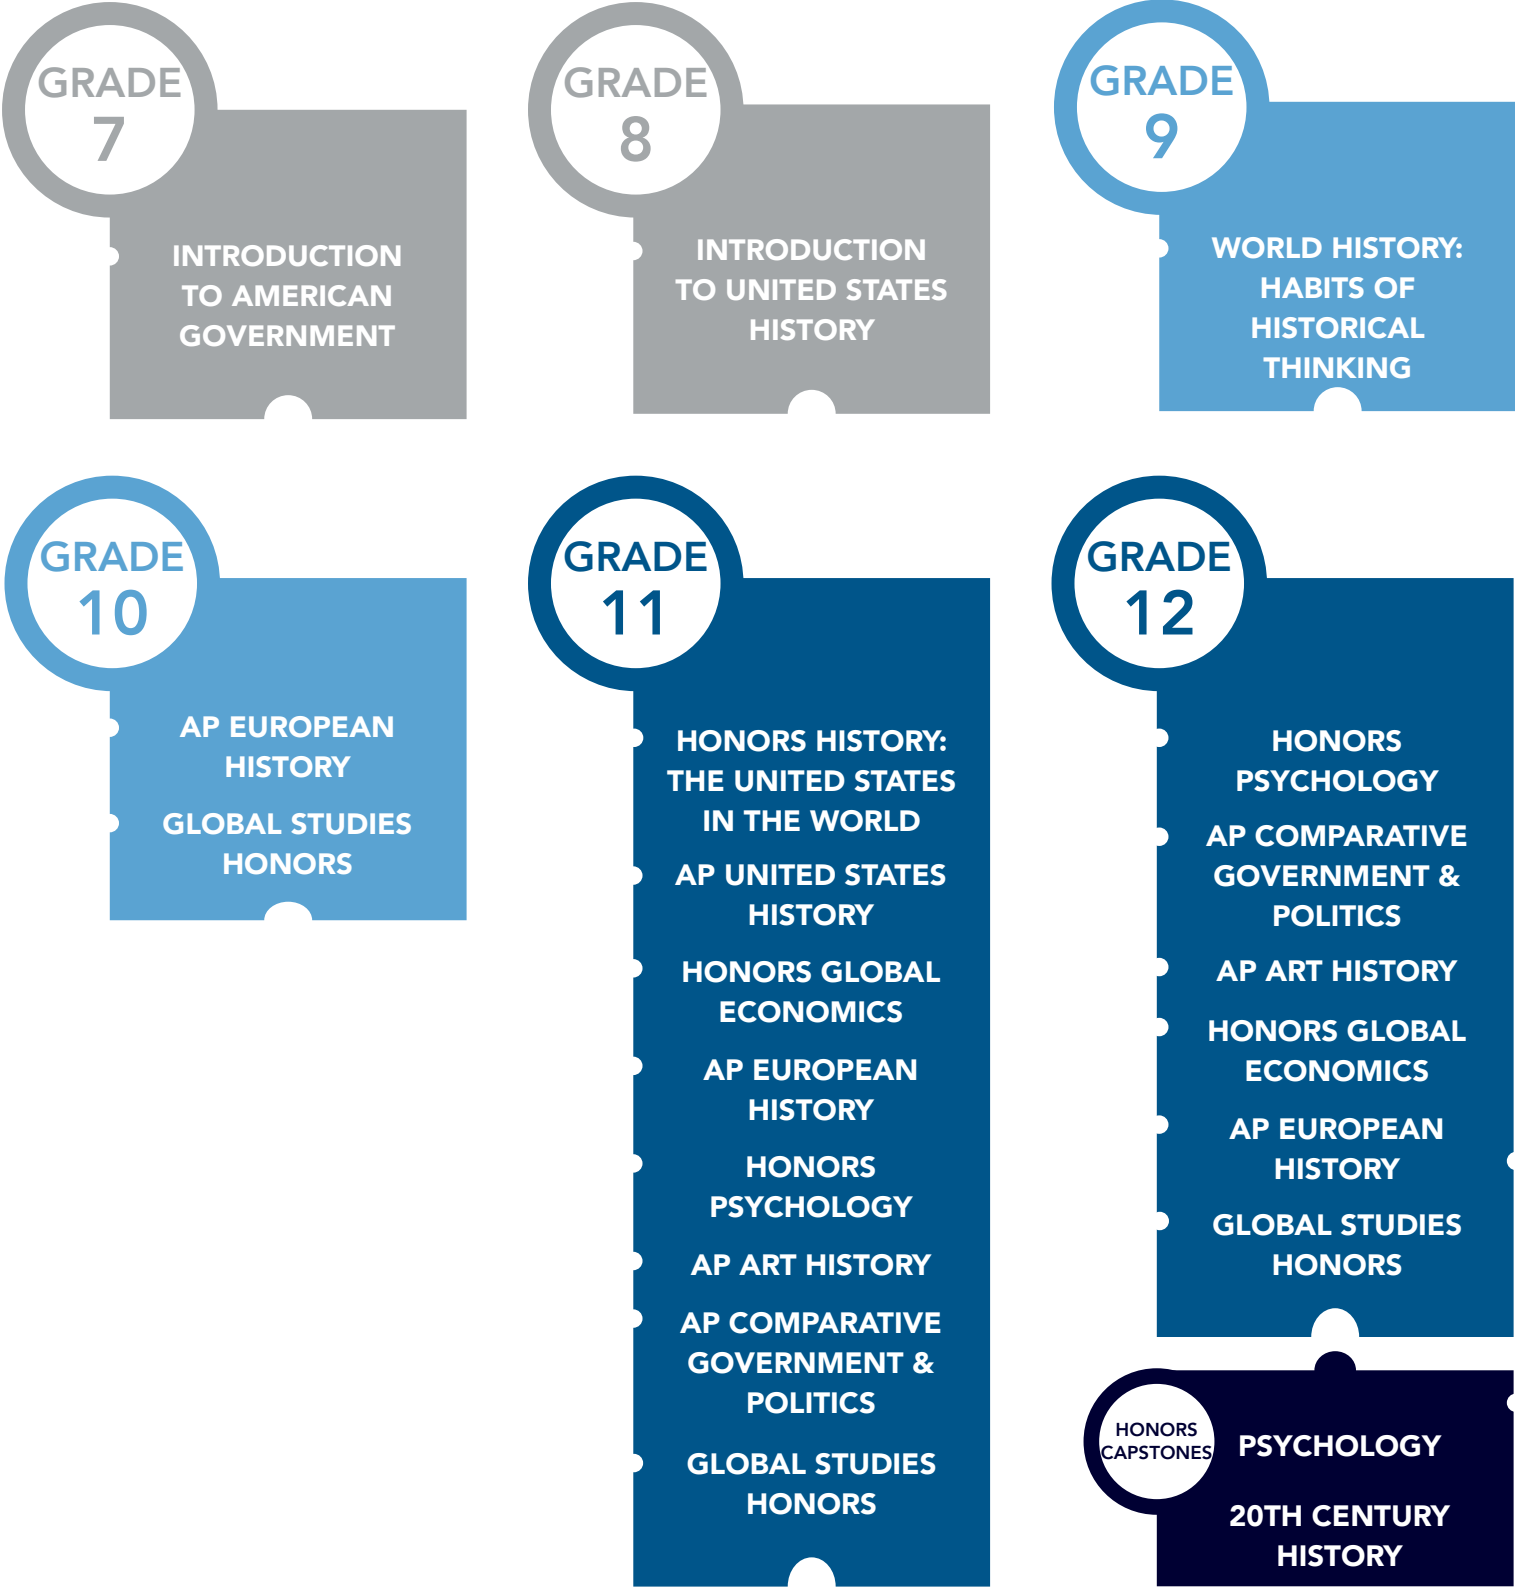 GRADE
7
INTRODUCTION
TO AMERICAN
GOVERNMENT
GRADE
8
INTRODUCTION
TO UNITED STATES
HISTORY
GRADE
9
WORLD HISTORY:
HABITS OF
HISTORICAL
THINKING
GRADE
10
AP EUROPEAN
HISTORY
GLOBAL STUDIES
HONORS
GRADE
11
HONORS HISTORY:
THE UNITED STATES
IN THE WORLD
AP UNITED STATES
HISTORY
HONORS GLOBAL
ECONOMICS
AP EUROPEAN
HISTORY
HONORS
PSYCHOLOGY
AP ART HISTORY
AP COMPARATIVE
GOVERNMENT &
POLITICS
GLOBAL STUDIES
HONORS
GRADE
12
HONORS
PSYCHOLOGY
AP COMPARATIVE
GOVERNMENT &
POLITICS
AP ART HISTORY
HONORS GLOBAL
ECONOMICS
AP EUROPEAN
HISTORY
GLOBAL STUDIES
HONORS
HONORS
CAPSTONES
PSYCHOLOGY
20TH CENTURY
HISTORY